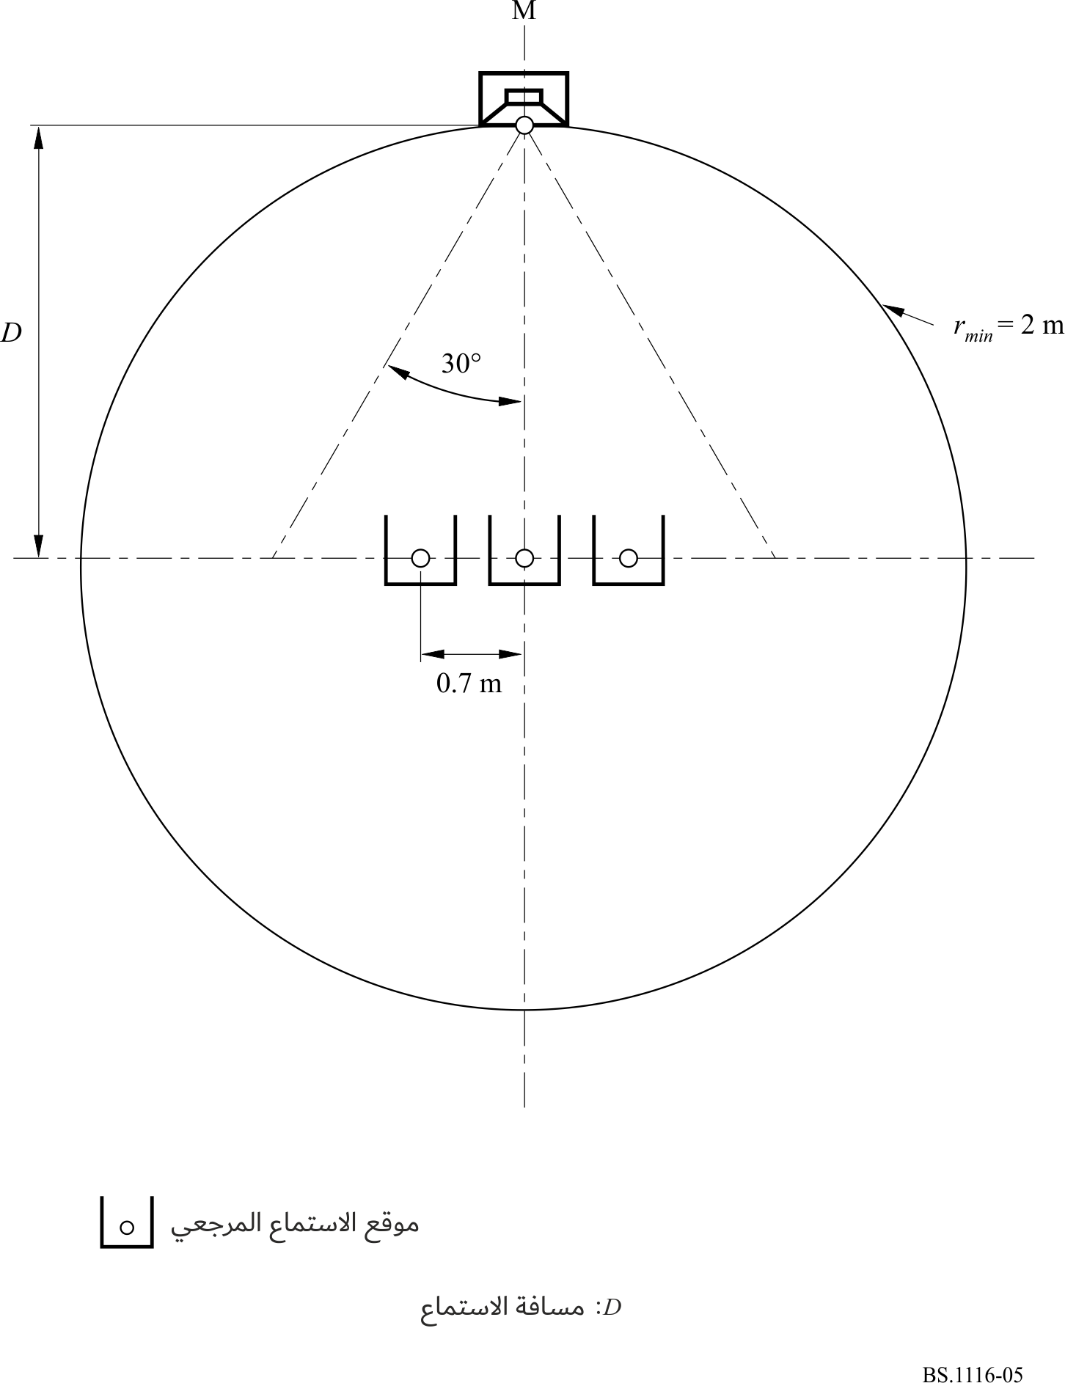 M
D
r_min = 2 m
30°
0.7 m
موقع الاستماع المرجعي
D: مسافة الاستماع
BS.1116-05